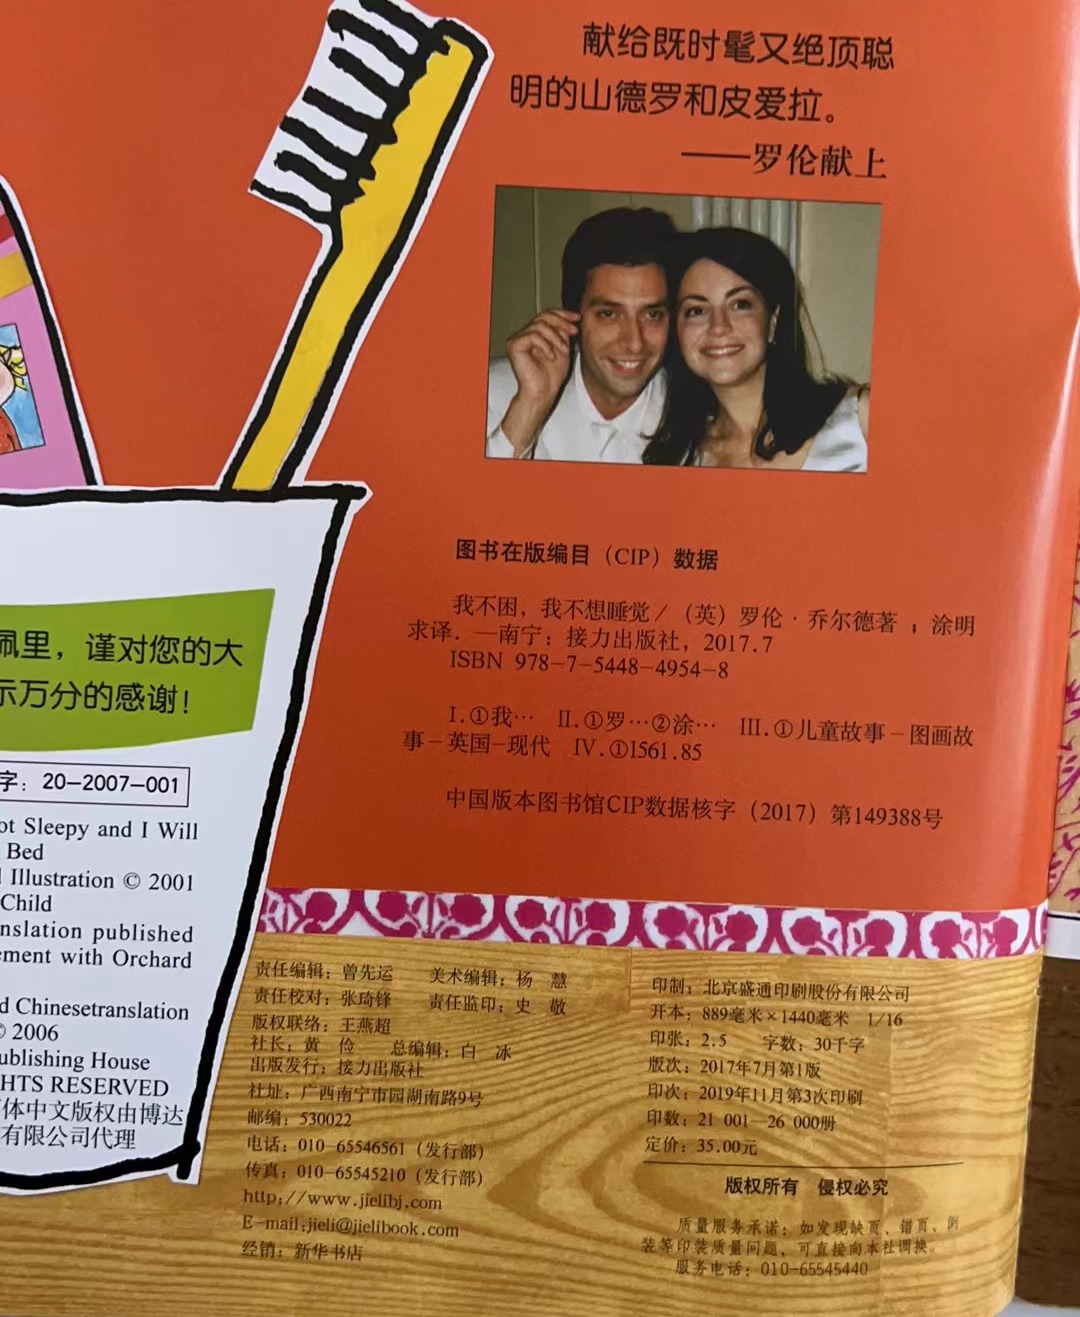 献给既时髦又绝顶聪
明的山德罗和皮爱拉。
——罗伦献上
图书在版编目（CIP）数据
我不困，我不想睡觉/（英）罗伦·乔尔德著；涂明
求译. —南宁：接力出版社，2017.7
ISBN 978-7-5448-4954-8
Ⅰ.①我… Ⅱ.①罗…②涂… Ⅲ.①儿童故事-图画故
事-英国-现代 Ⅳ.①I561.85
中国版本图书馆CIP数据核字（2017）第149388号
佩里，谨对您的大
示万分的感谢！
字：20-2007-001
ot Sleepy and I Will
Bed
Illustration © 2001
Child
nslation published
ement with Orchard
d Chinesetranslation
© 2006
ublishing House
GHTS RESERVED
体中文版权由博达
有限公司代理
责任编辑：曾先运 美术编辑：杨 慧
责任校对：张琦锋 责任监印：史 敬
版权联络：王燕超
社长：黄 俭 总编辑：白 冰
出版发行：接力出版社
社址：广西南宁市园湖南路9号
邮编：530022
电话：010-65546561（发行部）
传真：010-65545210（发行部）
http://www.jielibj.com
E-mail:jieli@jielibook.com
经销：新华书店
印制：北京盛通印刷股份有限公司
开本：889毫米×1440毫米 1/16
印张：2.5 字数：30千字
版次：2017年7月第1版
印次：2019年11月第3次印刷
印数：21 001—26 000册
定价：35.00元
版权所有 侵权必究
质量服务承诺：如发现缺页、错页、倒
装等印装质量问题，可直接向本社调换。
服务电话：010-65545440